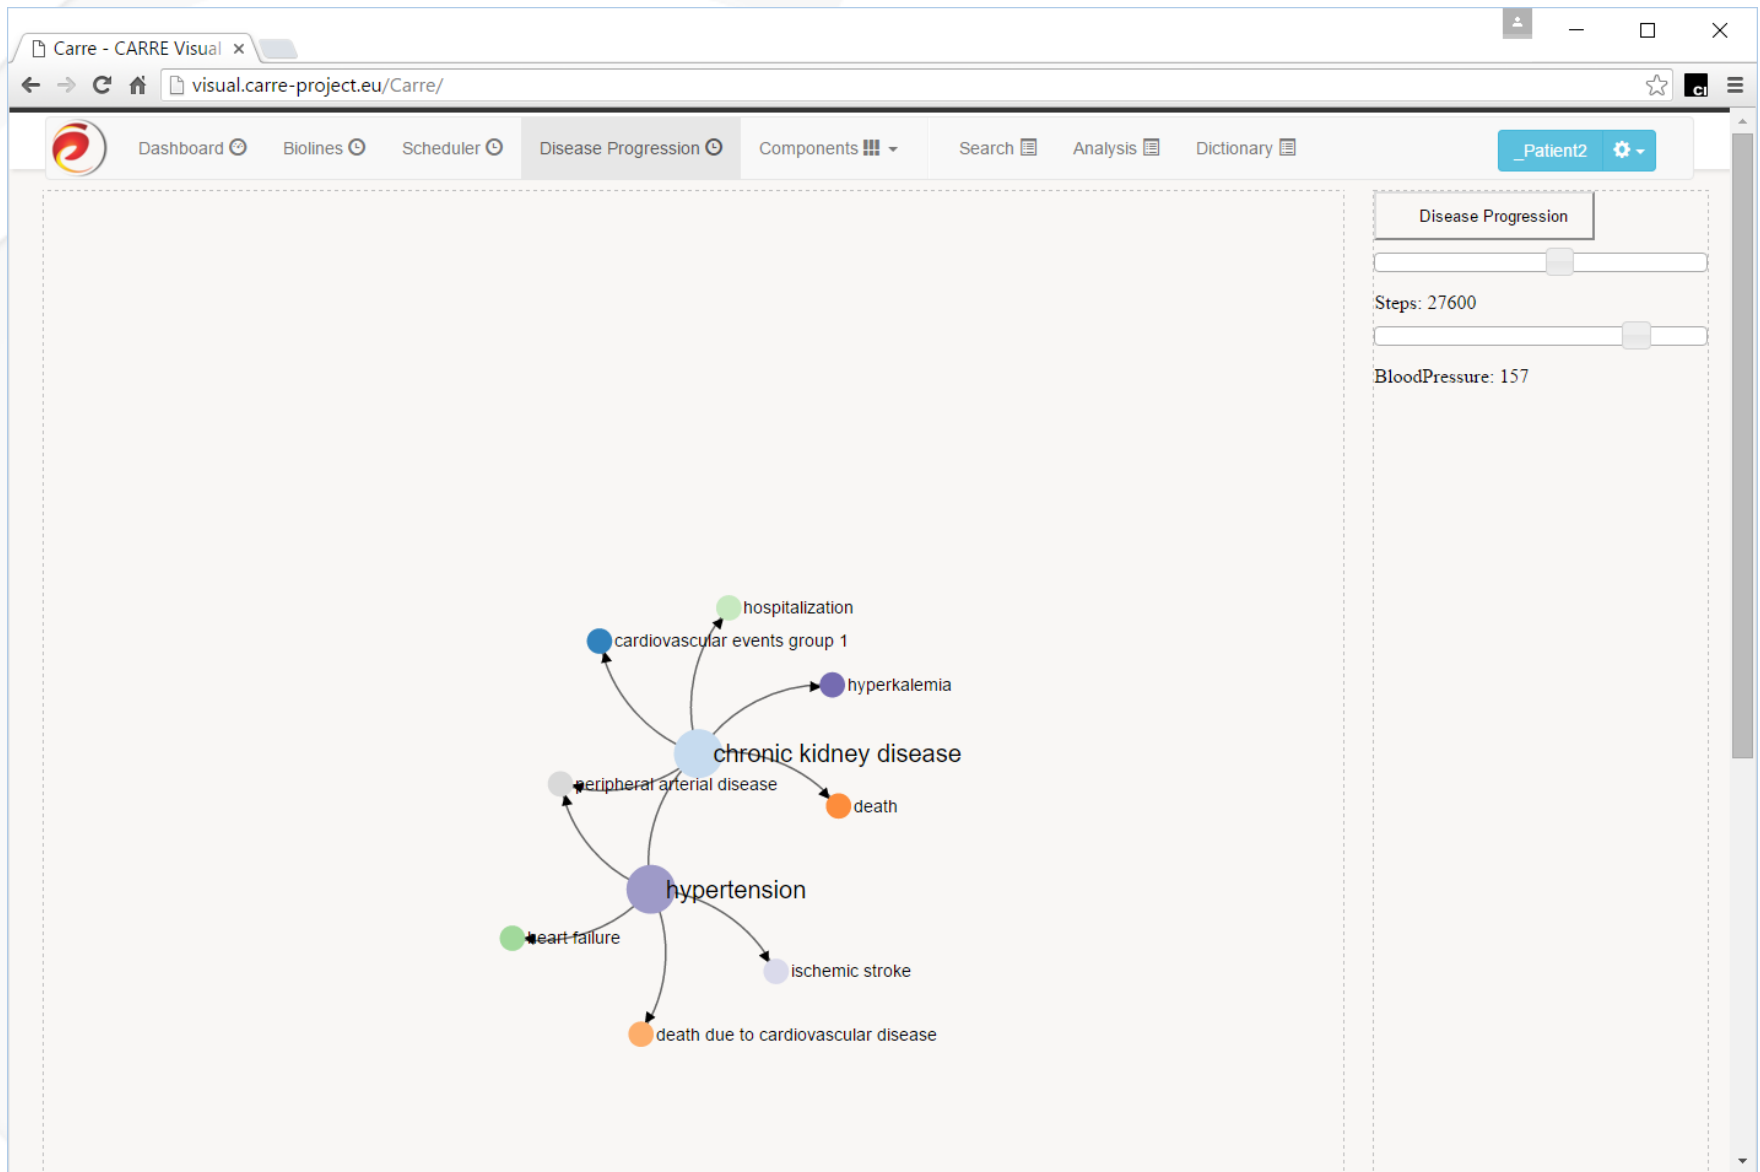 Carre - CARRE Visual
visual.carre-project.eu/Carre/
Dashboard Biolines Scheduler Disease Progression Components Search Analysis Dictionary _Patient2
Disease Progression
Steps: 27600
BloodPressure: 157
hospitalization
cardiovascular events group 1
hyperkalemia
chronic kidney disease
peripheral arterial disease
death
hypertension
heart failure
ischemic stroke
death due to cardiovascular disease